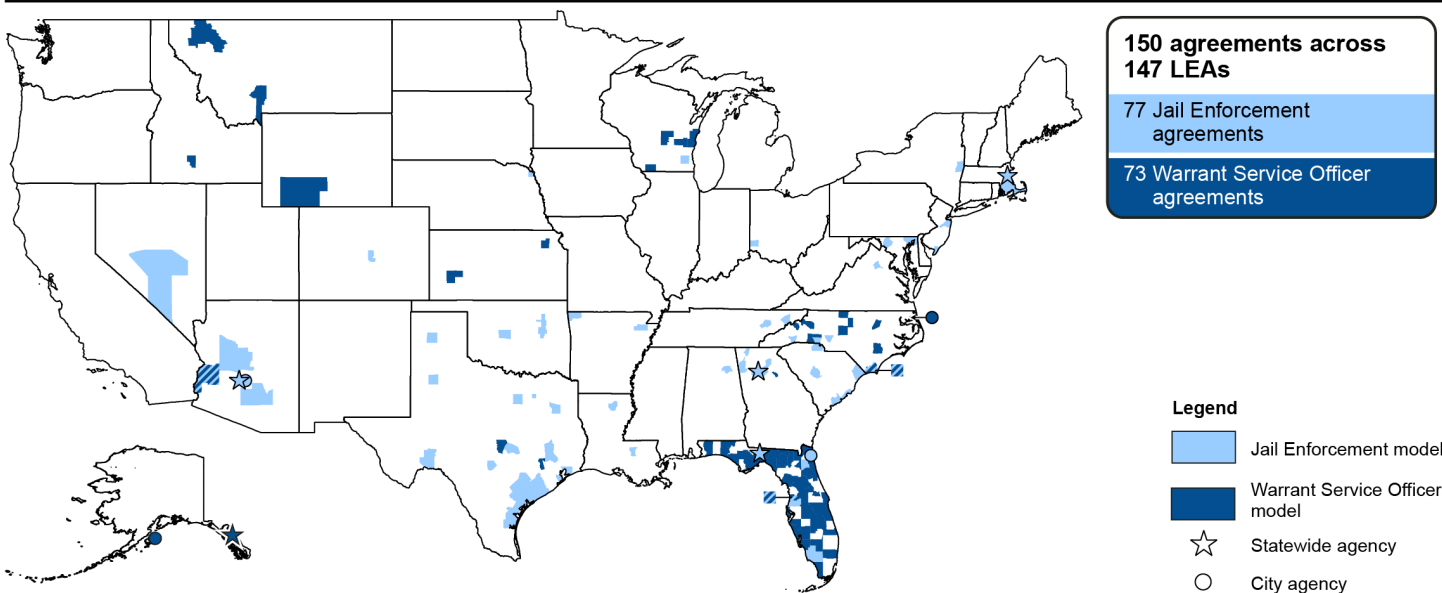 150 agreements across
147 LEAs
77 Jail Enforcement
agreements
73 Warrant Service Officer
agreements
Legend
Jail Enforcement model
Warrant Service Officer
model
Statewide agency
City agency